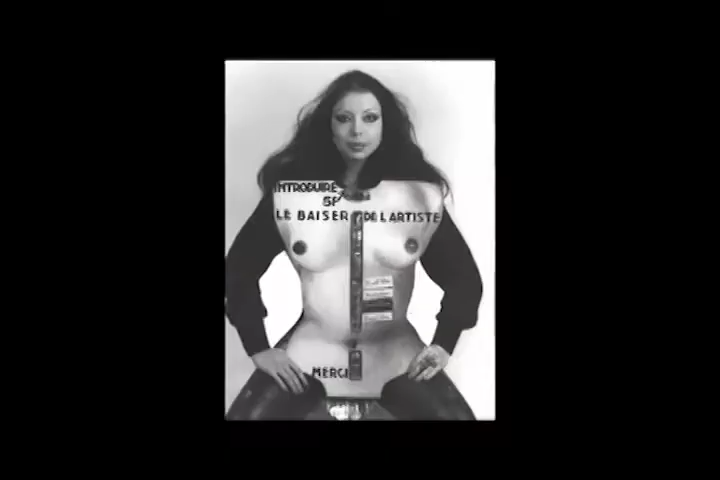 INTRODUIRE
5F
LE BAISER DE L'ARTISTE
MERCI